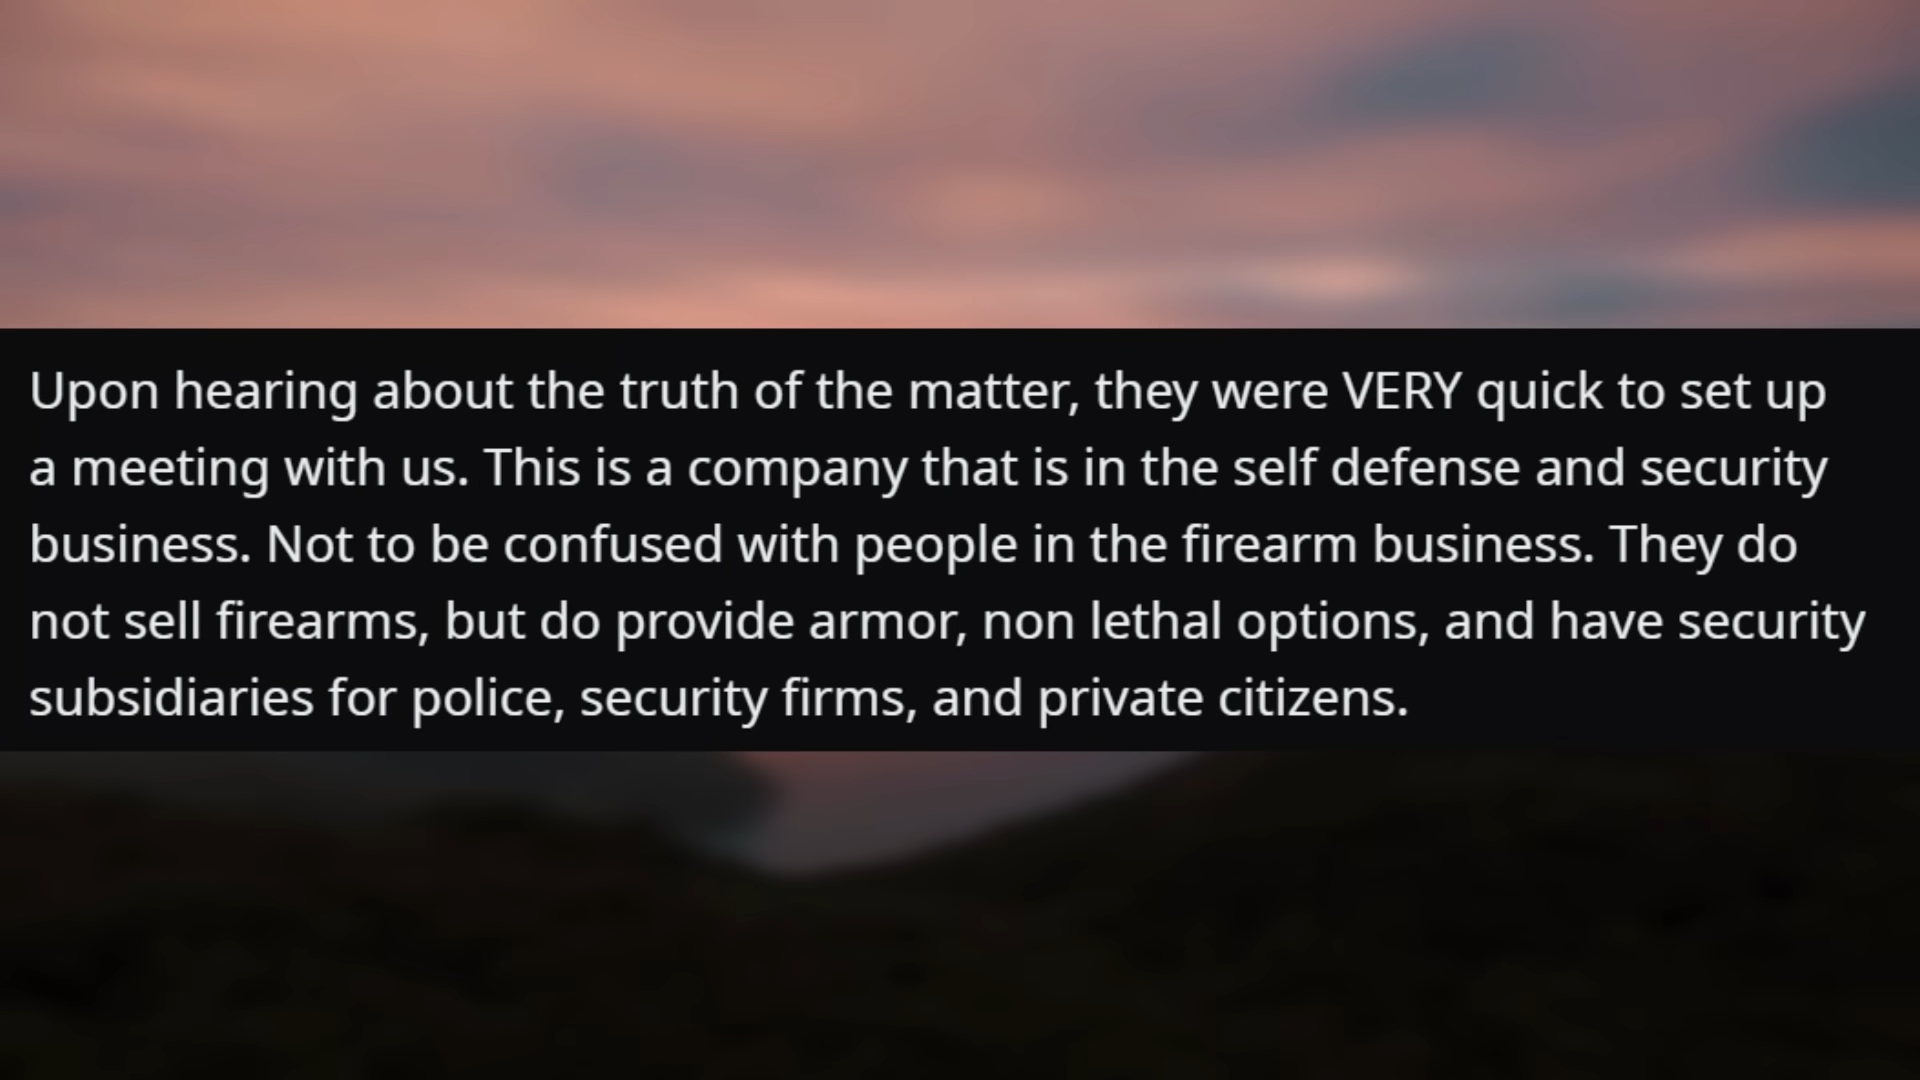 Upon hearing about the truth of the matter, they were VERY quick to set up
a meeting with us. This is a company that is in the self defense and security
business. Not to be confused with people in the firearm business. They do
not sell firearms, but do provide armor, non lethal options, and have security
subsidiaries for police, security firms, and private citizens.